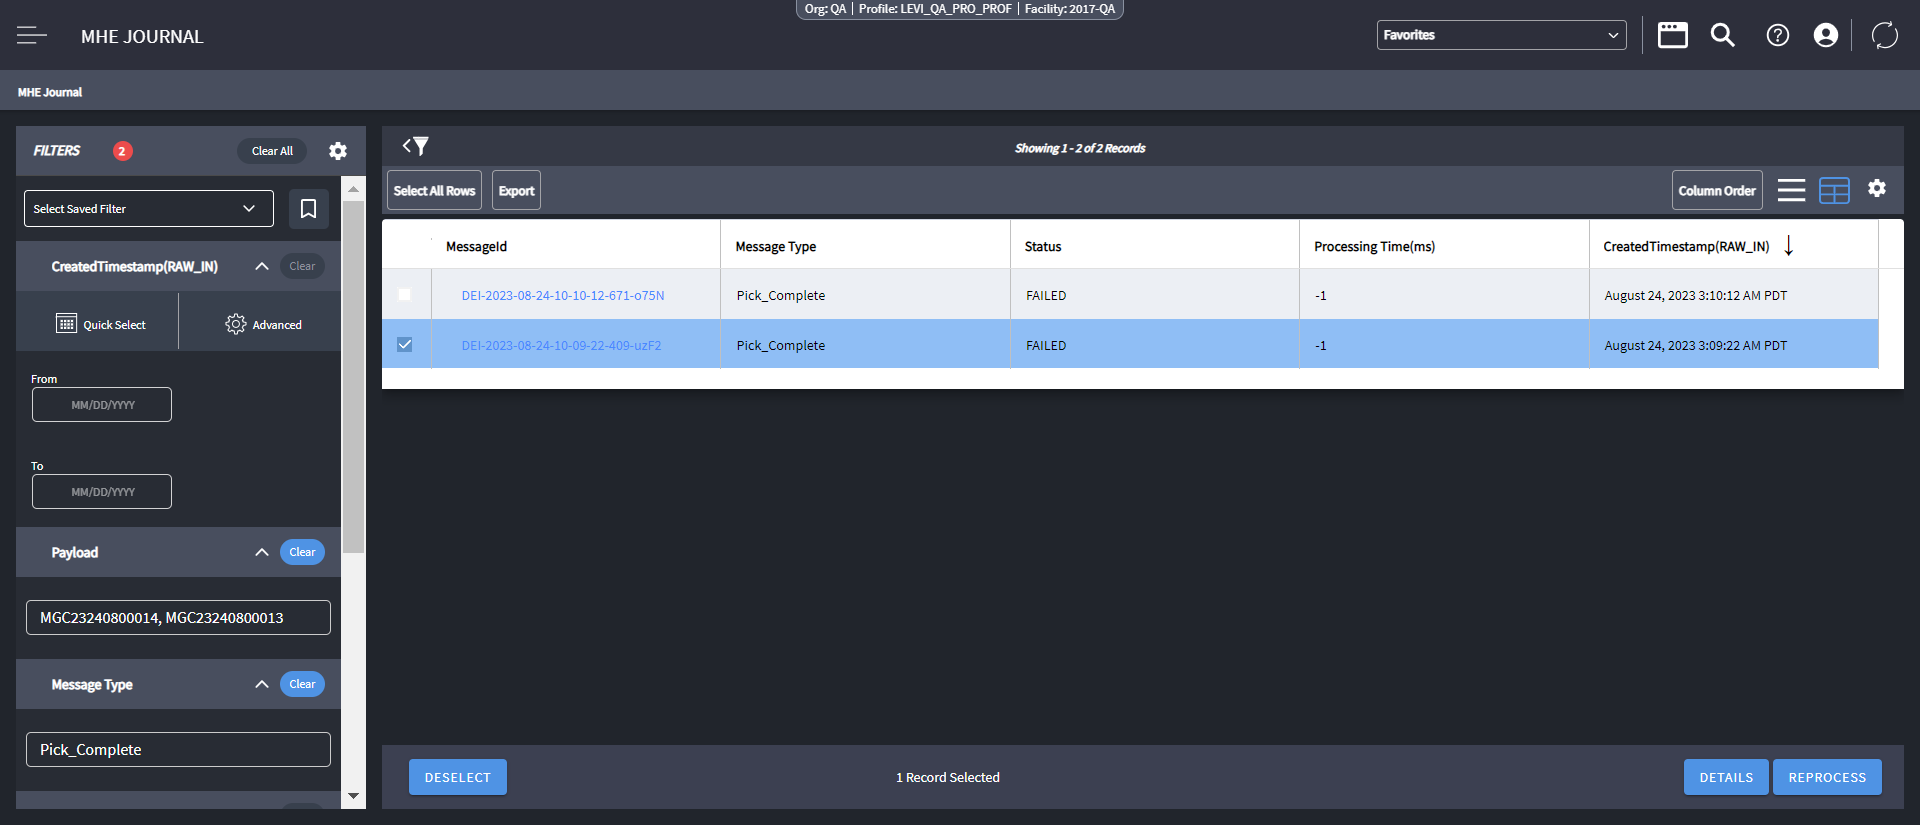 Org: QA | Profile: LEVI_QA_PRO_PROF | Facility: 2017-QA
MHE JOURNAL
Favorites
MHE Journal
FILTERS 2 Clear All
Select Saved Filter
CreatedTimestamp(RAW_IN) Clear
Quick Select Advanced
From
MM/DD/YYYY
To
MM/DD/YYYY
Payload Clear
MGC23240800014, MGC23240800013
Message Type Clear
Pick_Complete
Showing 1 - 2 of 2 Records
Select All Rows Export Column Order
MessageId Message Type Status Processing Time(ms) CreatedTimestamp(RAW_IN)
DEI-2023-08-24-10-10-12-671-o75N Pick_Complete FAILED -1 August 24, 2023 3:10:12 AM PDT
DEI-2023-08-24-10-09-22-409-uzF2 Pick_Complete FAILED -1 August 24, 2023 3:09:22 AM PDT
DESELECT 1 Record Selected DETAILS REPROCESS